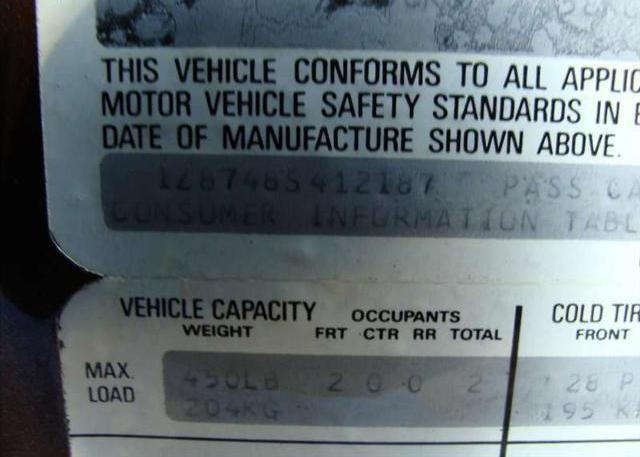 THIS VEHICLE CONFORMS TO ALL APPLIC
MOTOR VEHICLE SAFETY STANDARDS IN E
DATE OF MANUFACTURE SHOWN ABOVE.
1Z8748S412187 PASS CA
CONSUMER INFORMATION TABL
VEHICLE CAPACITY OCCUPANTS COLD TIR
WEIGHT FRT CTR RR TOTAL FRONT
MAX. LOAD 450LB 2 0 0 2 28 P
204KG 195 K